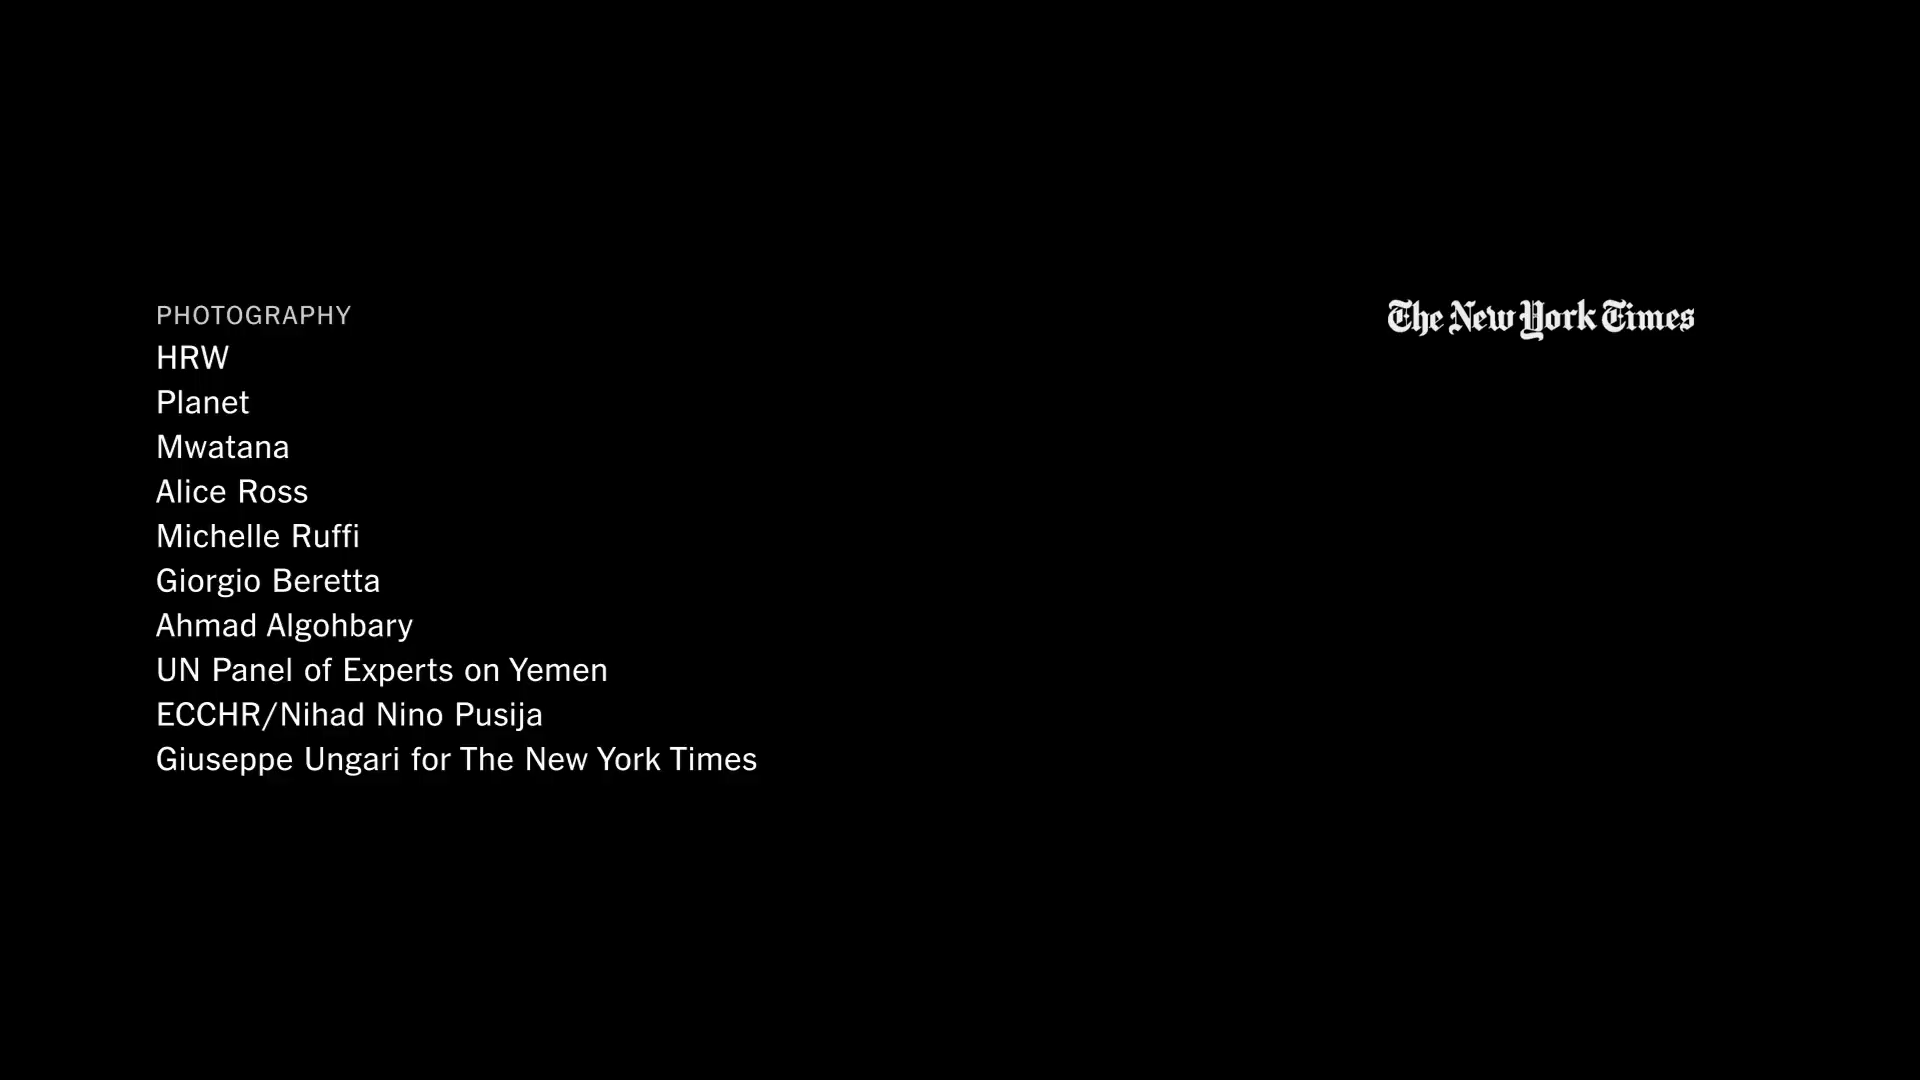 PHOTOGRAPHY
HRW
Planet
Mwatana
Alice Ross
Michelle Ruffi
Giorgio Beretta
Ahmad Algohbary
UN Panel of Experts on Yemen
ECCHR/Nihad Nino Pusija
Giuseppe Ungari for The New York Times
The New York Times